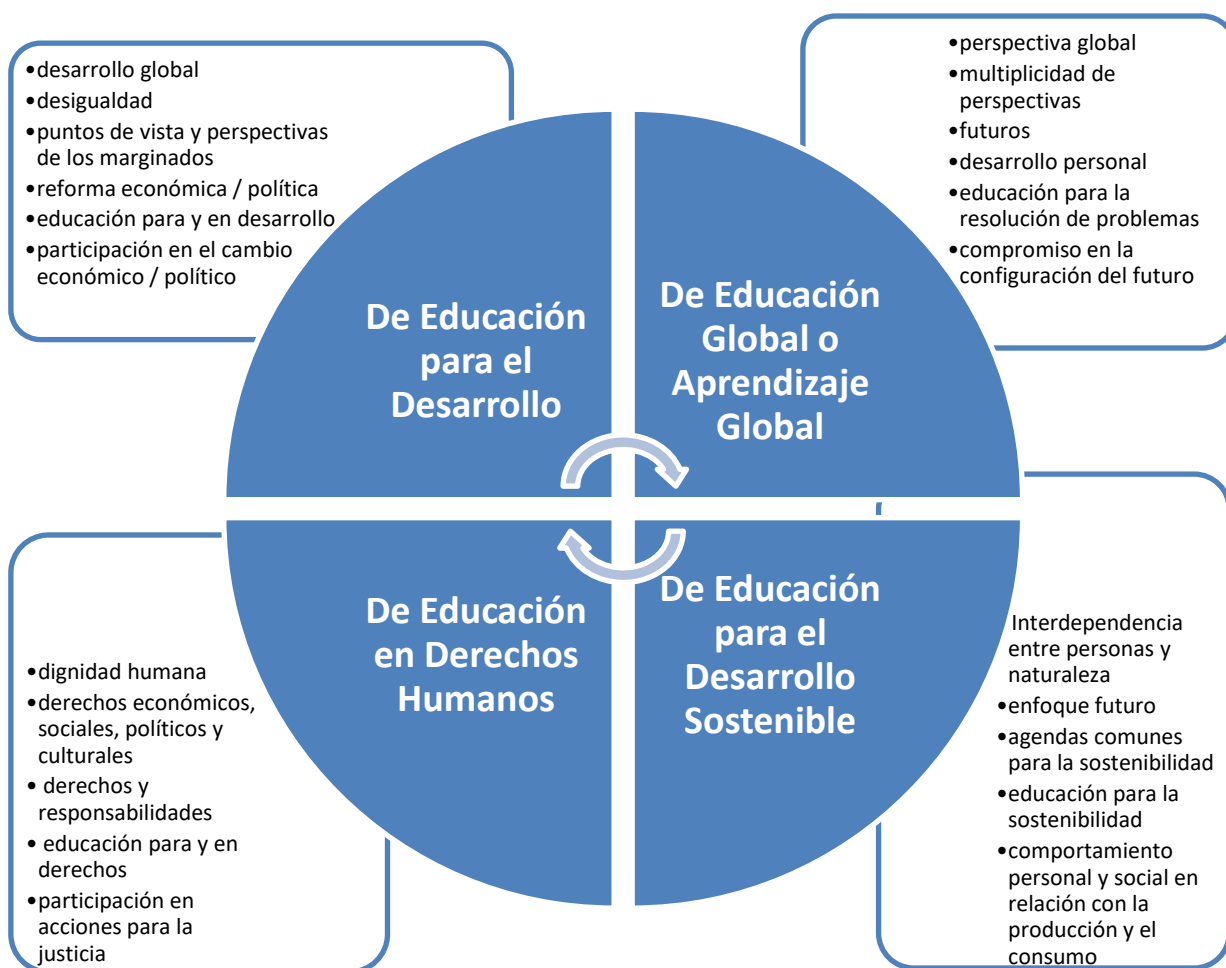 •desarrollo global
•desigualdad
•puntos de vista y perspectivas
de los marginados
•reforma económica / política
•educación para y en desarrollo
•participación en el cambio
económico / político
•perspectiva global
•multiplicidad de
perspectivas
•futuros
•desarrollo personal
•educación para la
resolución de problemas
•compromiso en la
configuración del futuro
De Educación
para el
Desarrollo
De Educación
Global o
Aprendizaje
Global
De Educación
en Derechos
Humanos
De Educación
para el
Desarrollo
Sostenible
•dignidad humana
•derechos económicos,
sociales, políticos y
culturales
• derechos y
responsabilidades
• educación para y en
derechos
•participación en
acciones para la
justicia
Interdependencia
entre personas y
naturaleza
•enfoque futuro
•agendas comunes
para la sostenibilidad
•educación para la
sostenibilidad
•comportamiento
personal y social en
relación con la
producción y el
consumo